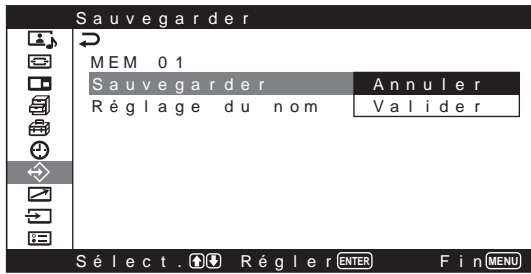 Sauvegarder
MEM 01
Sauvegarder Annuler
Réglage du nom Valider
Sélect. Régler ENTER Fin MENU